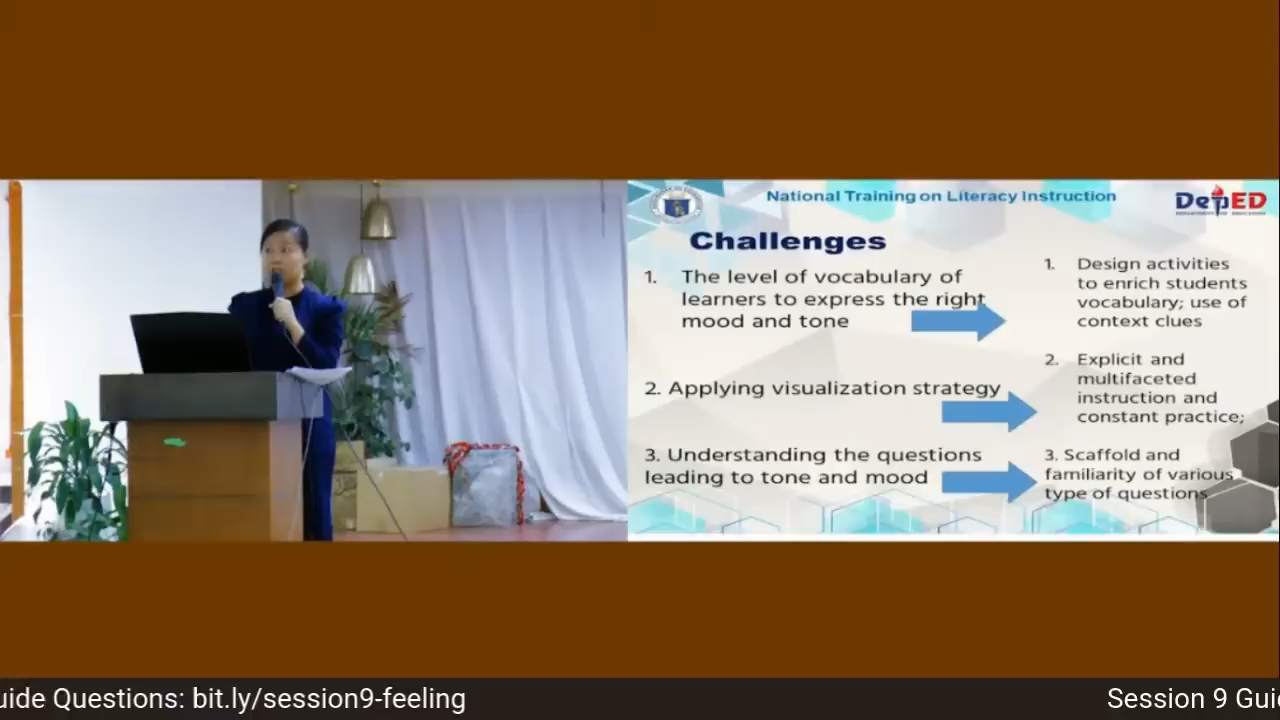 National Training on Literacy Instruction
DepED
DEPARTMENT OF EDUCATION
Challenges
1. The level of vocabulary of
learners to express the right
mood and tone
2. Applying visualization strategy
3. Understanding the questions
leading to tone and mood
1. Design activities
to enrich students
vocabulary; use of
context clues
2. Explicit and
multifaceted
instruction and
constant practice;
3. Scaffold and
familiarity of various
type of questions
uide Questions: bit.ly/session9-feeling
Session 9 Gui